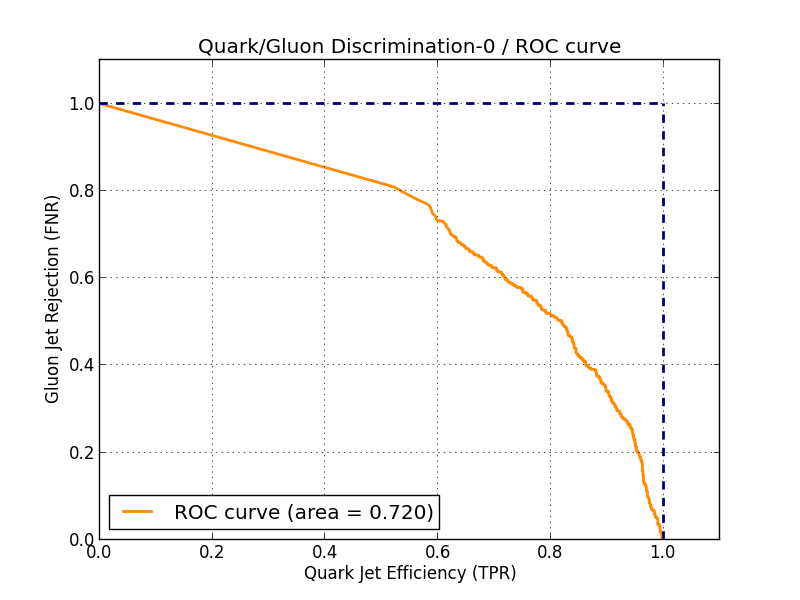 Quark/Gluon Discrimination-0 / ROC curve
Gluon Jet Rejection (FNR)
1.0
0.8
0.6
0.4
0.2
0.0
ROC curve (area = 0.720)
0.0 0.2 0.4 0.6 0.8 1.0
Quark Jet Efficiency (TPR)